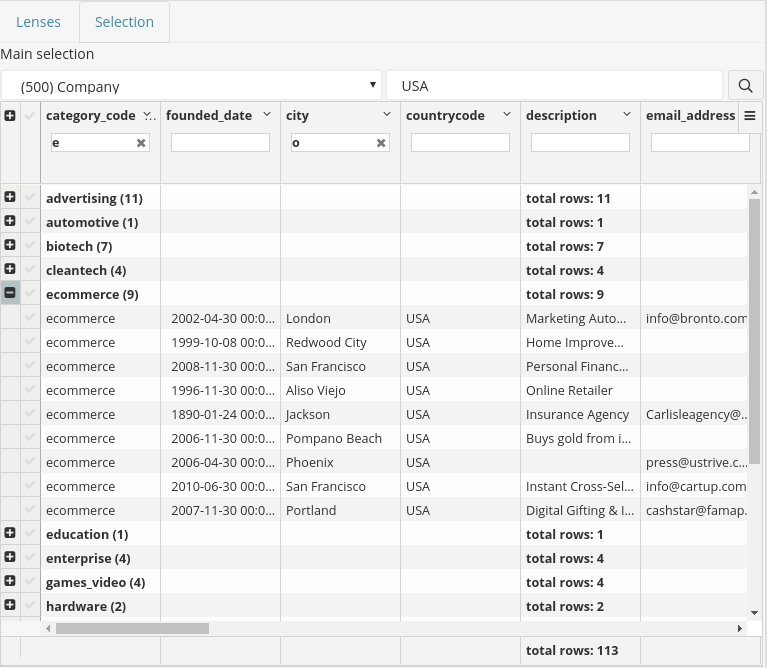 Lenses Selection
Main selection
(500) Company USA
category_code ... founded_date city countrycode description email_address
e o
advertising (11) total rows: 11
automotive (1) total rows: 1
biotech (7) total rows: 7
cleantech (4) total rows: 4
ecommerce (9) total rows: 9
ecommerce 2002-04-30 00:0... London USA Marketing Auto... info@bronto.com
ecommerce 1999-10-08 00:0... Redwood City USA Home Improve...
ecommerce 2008-11-30 00:0... San Francisco USA Personal Financ...
ecommerce 1996-11-30 00:0... Aliso Viejo USA Online Retailer
ecommerce 1890-01-24 00:0... Jackson USA Insurance Agency Carlisleagency@...
ecommerce 2006-11-30 00:0... Pompano Beach USA Buys gold from i...
ecommerce 2006-04-30 00:0... Phoenix USA press@ustrive.c...
ecommerce 2010-06-30 00:0... San Francisco USA Instant Cross-Sel... info@cartup.com
ecommerce 2007-11-30 00:0... Portland USA Digital Gifting & I... cashstar@famap.
education (1) total rows: 1
enterprise (4) total rows: 4
games_video (4) total rows: 4
hardware (2) total rows: 2
total rows: 113